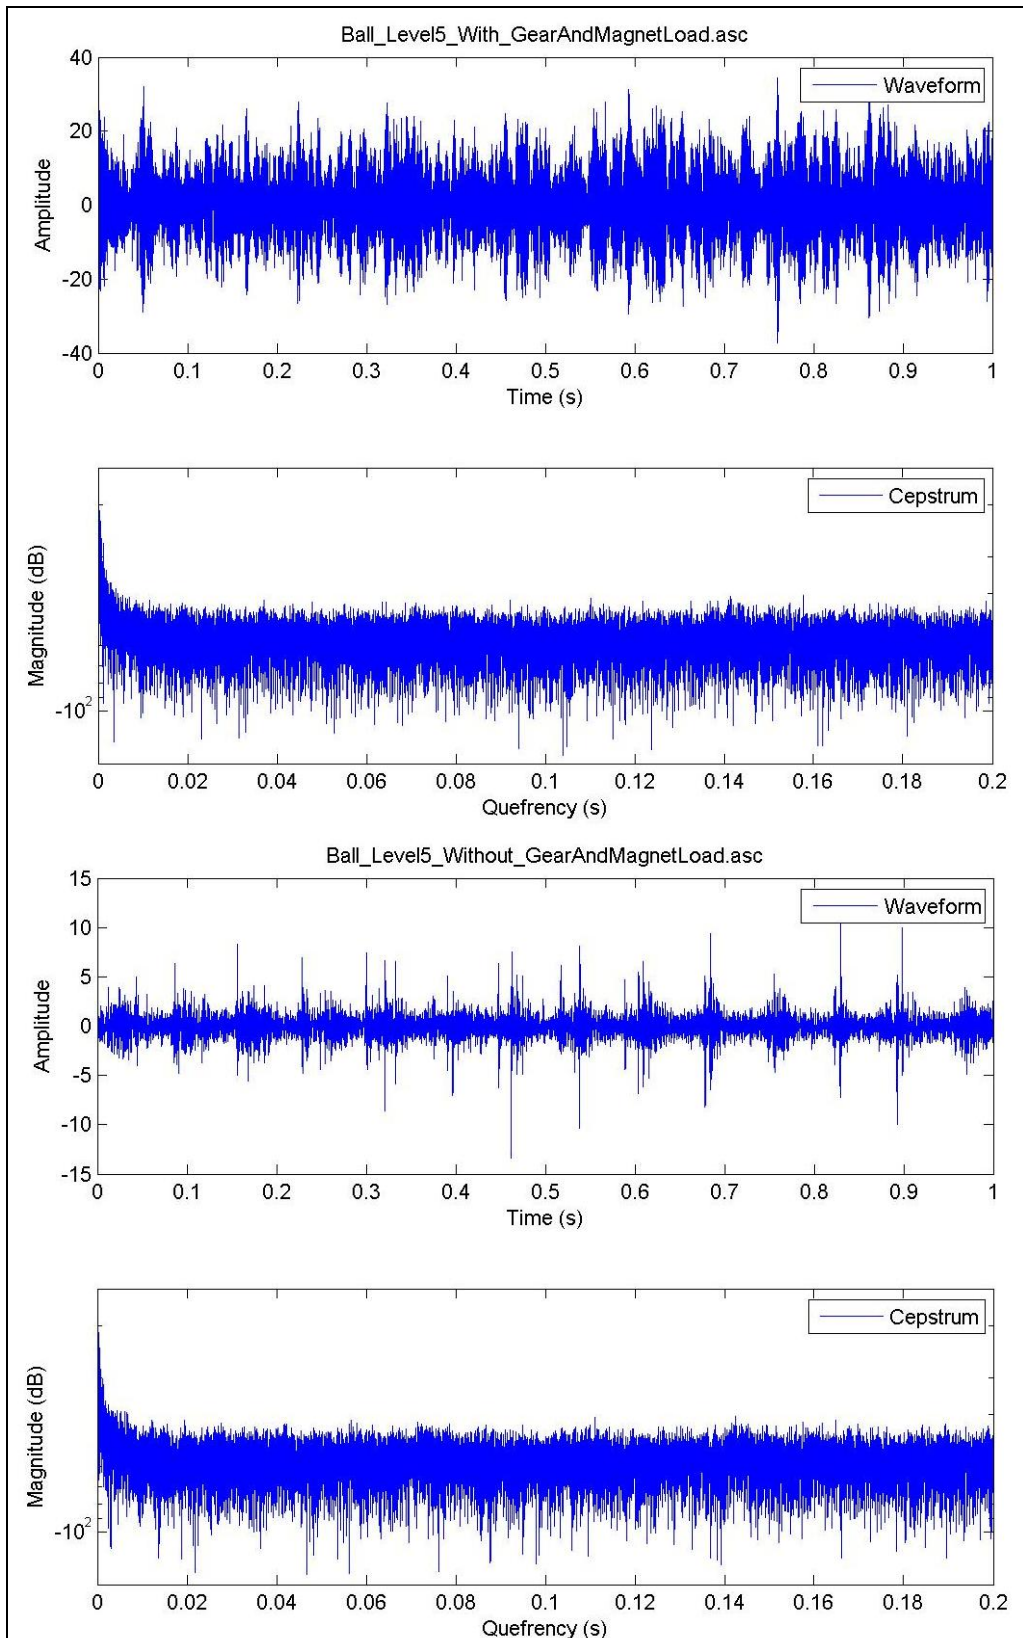 Ball_Level5_With_GearAndMagnetLoad.asc
Waveform
Amplitude
40
20
0
-20
-40
0 0.1 0.2 0.3 0.4 0.5 0.6 0.7 0.8 0.9 1
Time (s)
Cepstrum
Magnitude (dB)
-10²
0 0.02 0.04 0.06 0.08 0.1 0.12 0.14 0.16 0.18 0.2
Quefrency (s)
Ball_Level5_Without_GearAndMagnetLoad.asc
Waveform
Amplitude
15
10
5
0
-5
-10
-15
0 0.1 0.2 0.3 0.4 0.5 0.6 0.7 0.8 0.9 1
Time (s)
Cepstrum
Magnitude (dB)
-10²
0 0.02 0.04 0.06 0.08 0.1 0.12 0.14 0.16 0.18 0.2
Quefrency (s)